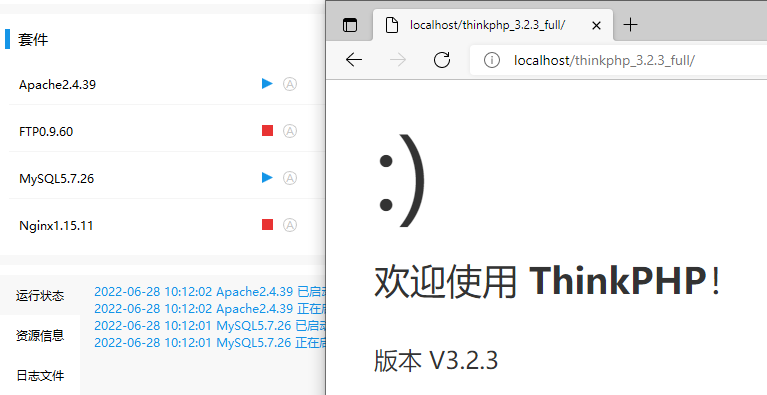 套件
Apache2.4.39
FTP0.9.60
MySQL5.7.26
Nginx1.15.11
运行状态
资源信息
日志文件
2022-06-28 10:12:02 Apache2.4.39 已启
2022-06-28 10:12:02 Apache2.4.39 正在
2022-06-28 10:12:01 MySQL5.7.26 已启
2022-06-28 10:12:01 MySQL5.7.26 正在
localhost/thinkphp_3.2.3_full/
localhost/thinkphp_3.2.3_full/
:)
欢迎使用 ThinkPHP！
版本 V3.2.3